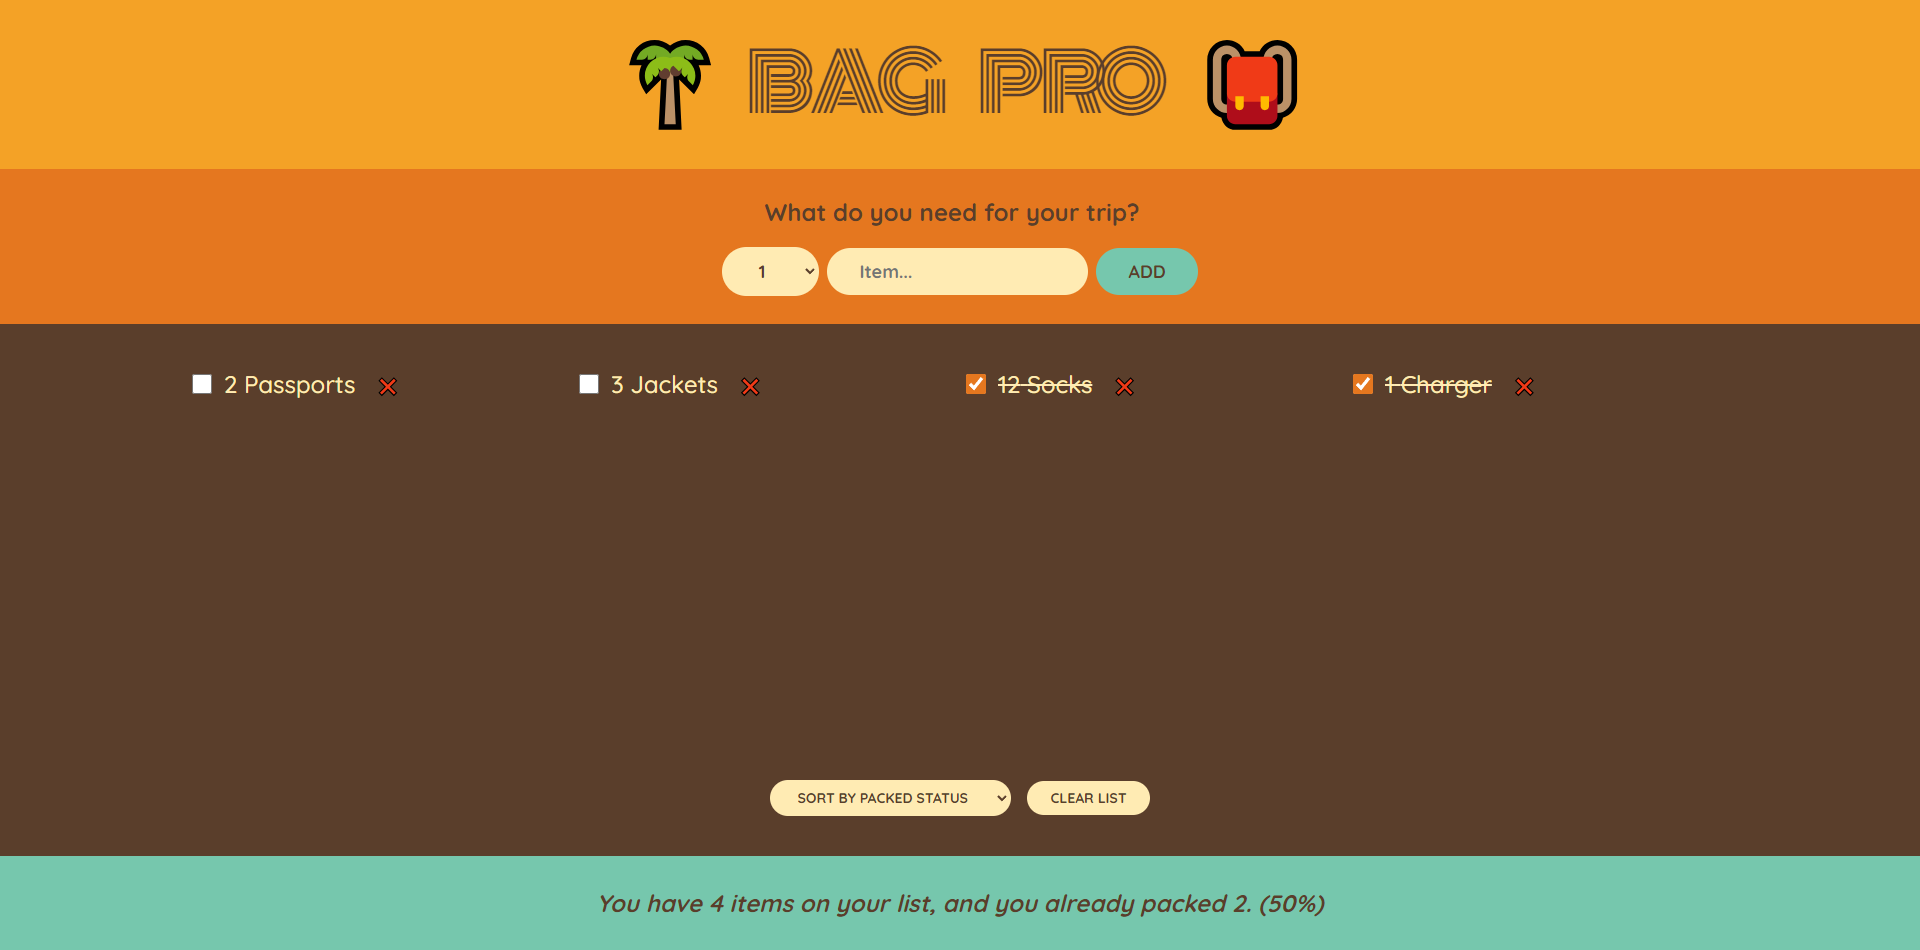 BAG PRO
What do you need for your trip?
1 Item... ADD
2 Passports 3 Jackets 12 Socks 1 Charger
SORT BY PACKED STATUS CLEAR LIST
You have 4 items on your list, and you already packed 2. (50%)